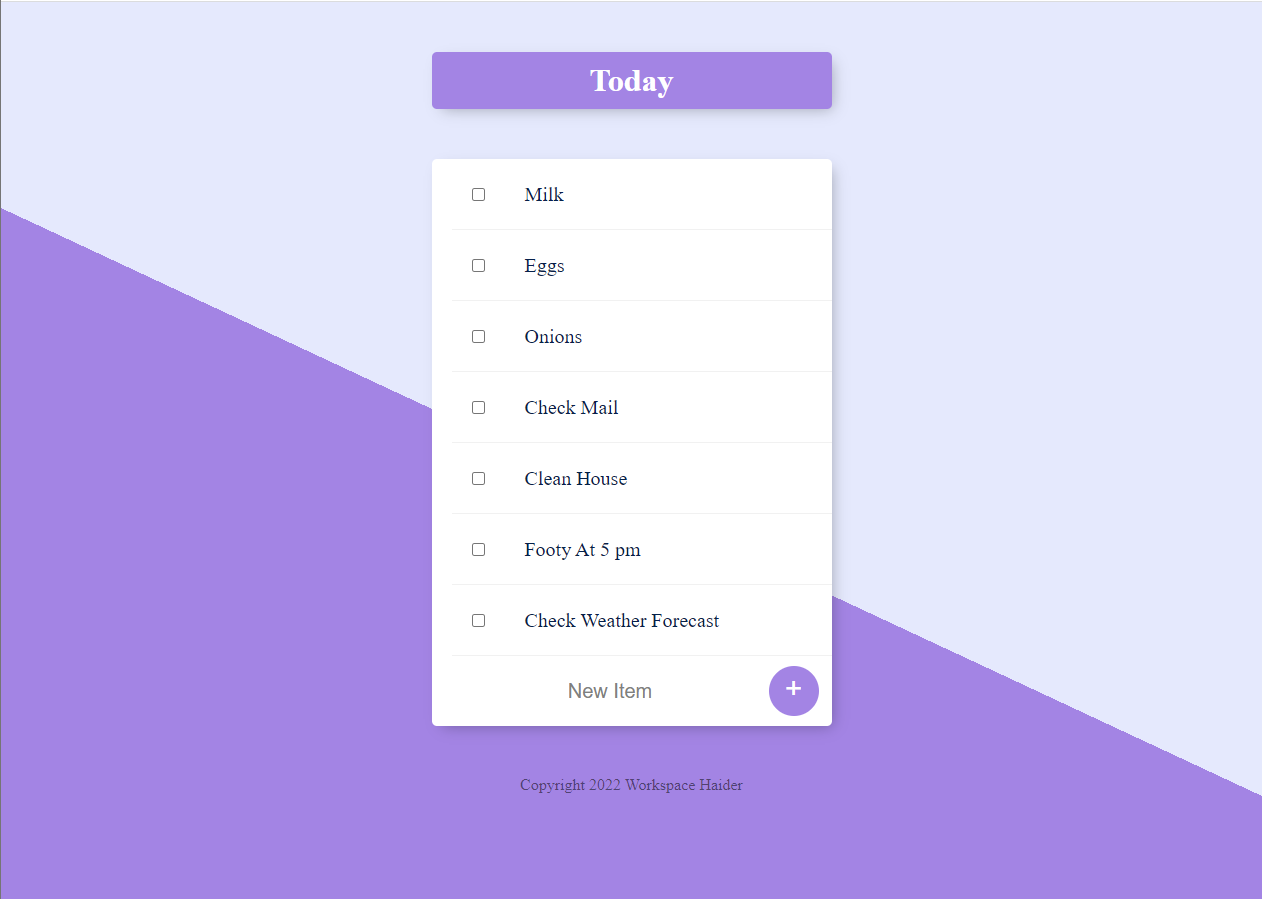 Today
Milk
Eggs
Onions
Check Mail
Clean House
Footy At 5 pm
Check Weather Forecast
New Item
+
Copyright 2022 Workspace Haider